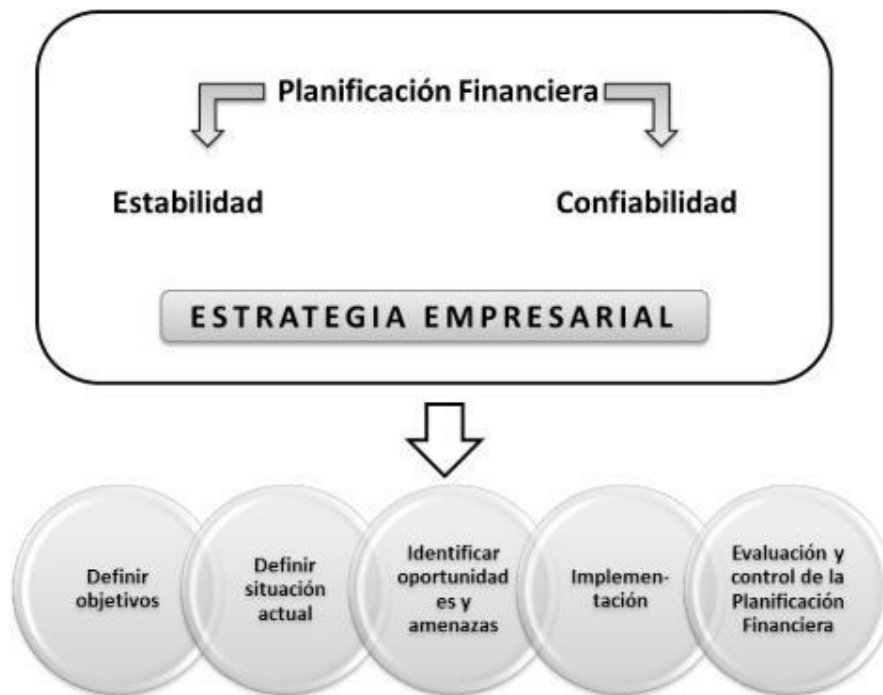 Planificación Financiera
Estabilidad
Confiabilidad
ESTRATEGIA EMPRESARIAL
Definir
objetivos
Definir
situación
actual
Identificar
oportunidad
es y
amenazas
Implemen-
tación
Evaluación y
control de la
Planificación
Financiera